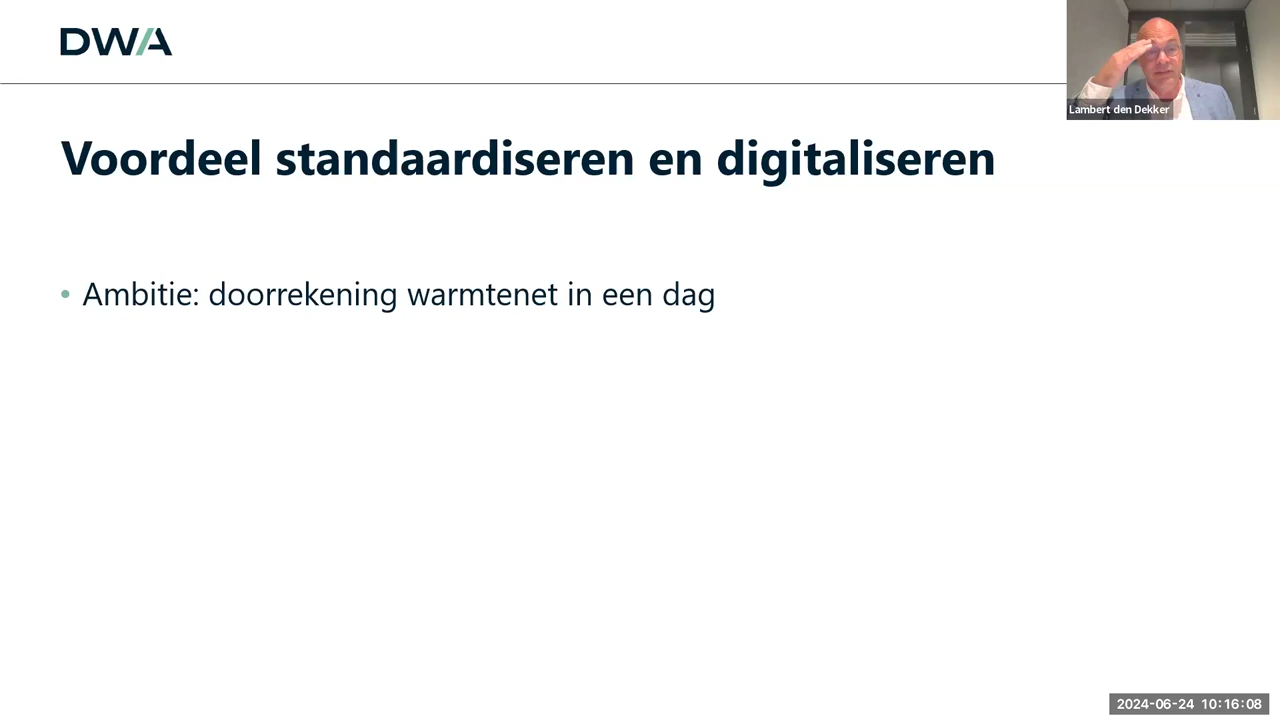 DWA
Lambert den Dekker
Voordeel standaardiseren en digitaliseren
• Ambitie: doorrekening warmtenet in een dag
2024-06-24 10:16:08